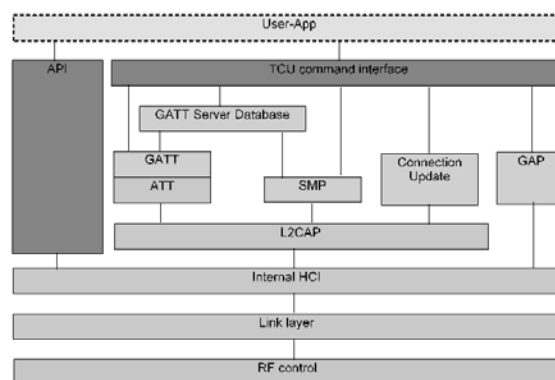 User-App
API
TCU command interface
GATT Server Database
GATT
ATT
SMP
Connection
Update
GAP
L2CAP
Internal HCI
Link layer
RF control